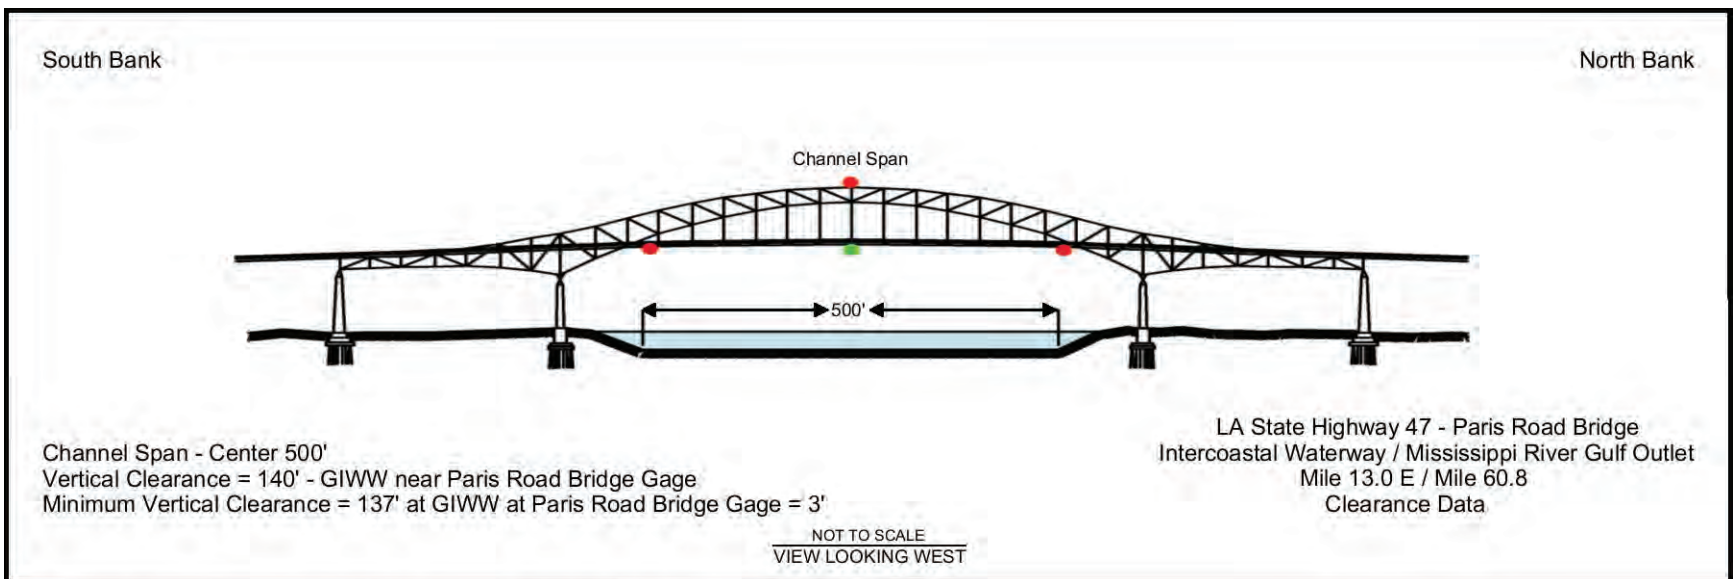 South Bank
North Bank
Channel Span
500'
Channel Span - Center 500'
Vertical Clearance = 140' - GIWW near Paris Road Bridge Gage
Minimum Vertical Clearance = 137' at GIWW at Paris Road Bridge Gage = 3'
LA State Highway 47 - Paris Road Bridge
Intercoastal Waterway / Mississippi River Gulf Outlet
Mile 13.0 E / Mile 60.8
Clearance Data
NOT TO SCALE
VIEW LOOKING WEST